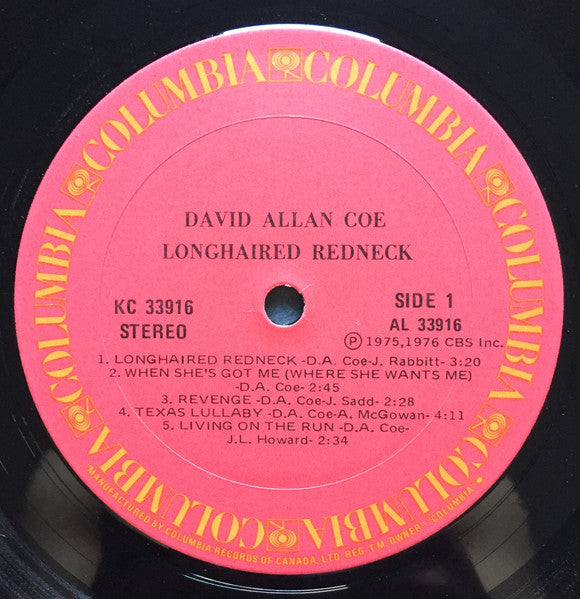 COLUMBIA COLUMBIA COLUMBIA COLUMBIA COLUMBIA COLUMBIA
DAVID ALLAN COE
LONGHAIRED REDNECK
KC 33916
STEREO
SIDE 1
AL 33916
Ⓟ 1975,1976 CBS Inc.
1. LONGHAIRED REDNECK -D.A. Coe-J. Rabbitt- 3:20
2. WHEN SHE'S GOT ME (WHERE SHE WANTS ME)
-D.A. Coe- 2:45
3. REVENGE -D.A. Coe-J. Sadd- 2:28
4. TEXAS LULLABY -D.A. Coe-A. McGowan- 4:11
5. LIVING ON THE RUN -D.A. Coe-
J.L. Howard- 2:34
"MANUFACTURED BY COLUMBIA RECORDS OF CANADA, LTD. REG. T.M. OWNER "COLUMBIA"